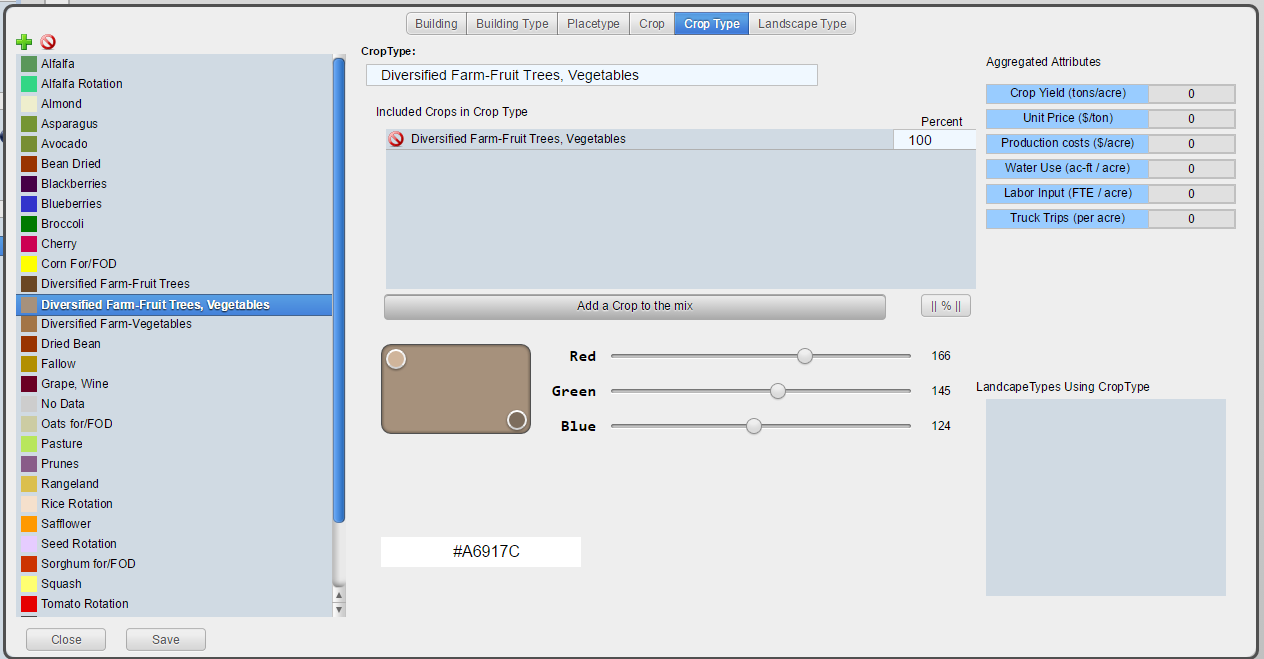 Building Building Type Placetype Crop Crop Type Landscape Type
CropType:
Diversified Farm-Fruit Trees, Vegetables
Included Crops in Crop Type
Percent
Diversified Farm-Fruit Trees, Vegetables 100
Add a Crop to the mix || % ||
Red 166
Green 145
Blue 124
#A6917C
Alfalfa
Alfalfa Rotation
Almond
Asparagus
Avocado
Bean Dried
Blackberries
Blueberries
Broccoli
Cherry
Corn For/FOD
Diversified Farm-Fruit Trees
Diversified Farm-Fruit Trees, Vegetables
Diversified Farm-Vegetables
Dried Bean
Fallow
Grape, Wine
No Data
Oats for/FOD
Pasture
Prunes
Rangeland
Rice Rotation
Safflower
Seed Rotation
Sorghum for/FOD
Squash
Tomato Rotation
Aggregated Attributes
Crop Yield (tons/acre) 0
Unit Price ($/ton) 0
Production costs ($/acre) 0
Water Use (ac-ft / acre) 0
Labor Input (FTE / acre) 0
Truck Trips (per acre) 0
LandcapeTypes Using CropType
Close Save